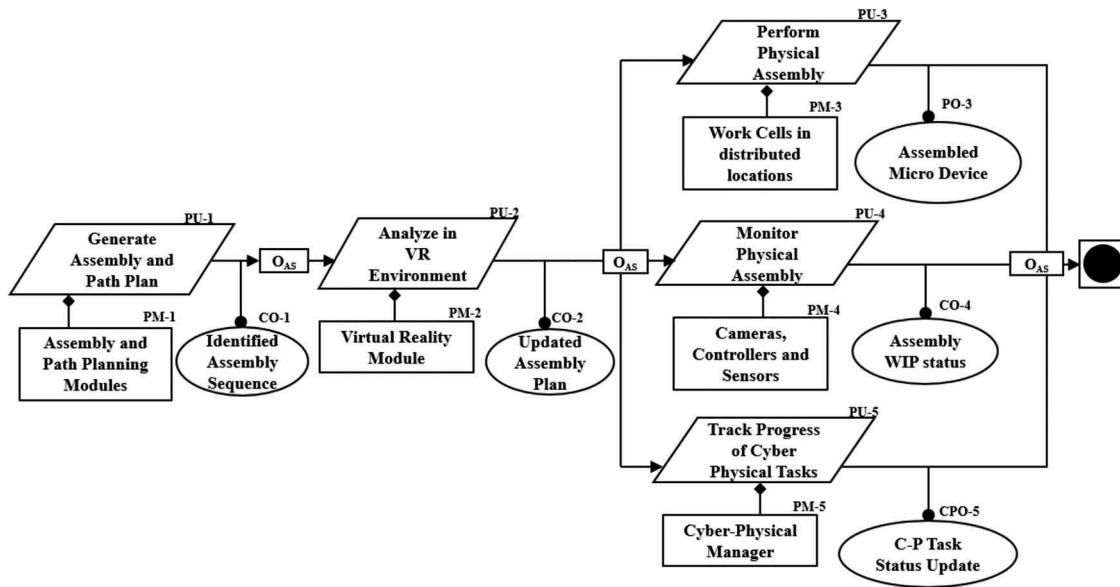 PU-1
Generate
Assembly and
Path Plan
PM-1
Assembly and
Path Planning
Modules
CO-1
Identified
Assembly
Sequence
OAS
PU-2
Analyze in
VR
Environment
PM-2
Virtual Reality
Module
CO-2
Updated
Assembly
Plan
OAS
PU-3
Perform
Physical
Assembly
PM-3
Work Cells in
distributed
locations
PO-3
Assembled
Micro Device
PU-4
Monitor
Physical
Assembly
PM-4
Cameras,
Controllers and
Sensors
CO-4
Assembly
WIP status
PU-5
Track Progress
of Cyber
Physical Tasks
PM-5
Cyber-Physical
Manager
CPO-5
C-P Task
Status Update
OAS